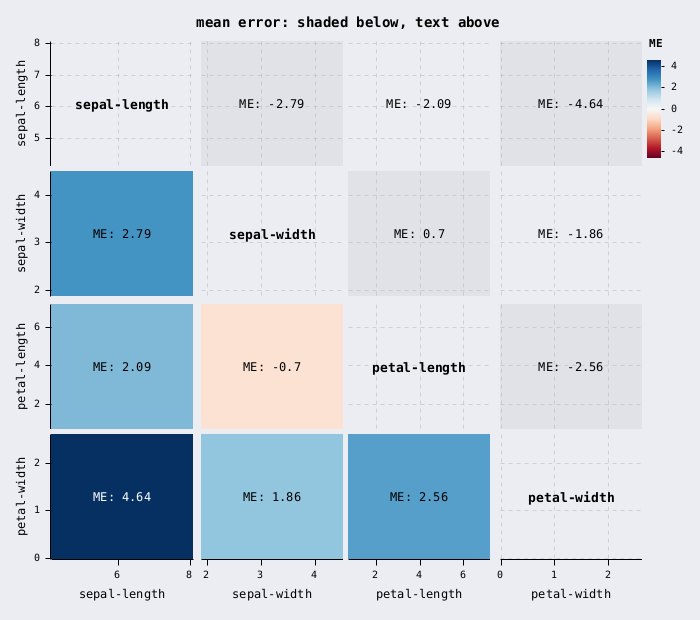 mean error: shaded below, text above
ME
4
2
0
-2
-4
sepal-length
8
7
6
5
sepal-length
ME: -2.79
ME: -2.09
ME: -4.64
sepal-width
4
3
2
ME: 2.79
sepal-width
ME: 0.7
ME: -1.86
petal-length
6
4
2
ME: 2.09
ME: -0.7
petal-length
ME: -2.56
petal-width
2
1
0
ME: 4.64
ME: 1.86
ME: 2.56
petal-width
6 8 2 3 4 2 4 6 0 1 2
sepal-length sepal-width petal-length petal-width